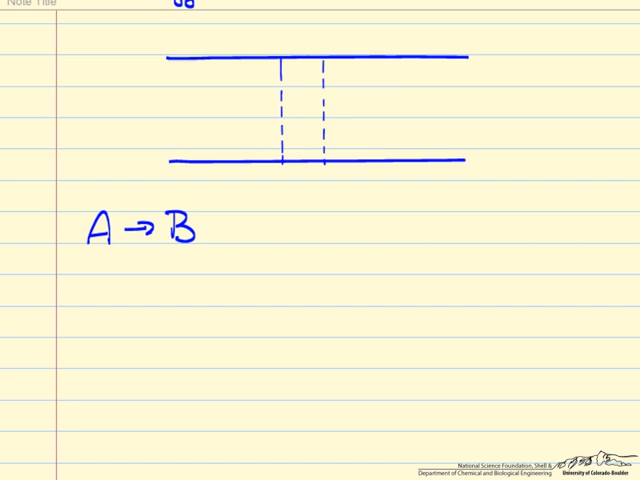 Note Title
A → B
National Science Foundation, Shell &
Department of Chemical and Biological Engineering
University of Colorado-Boulder